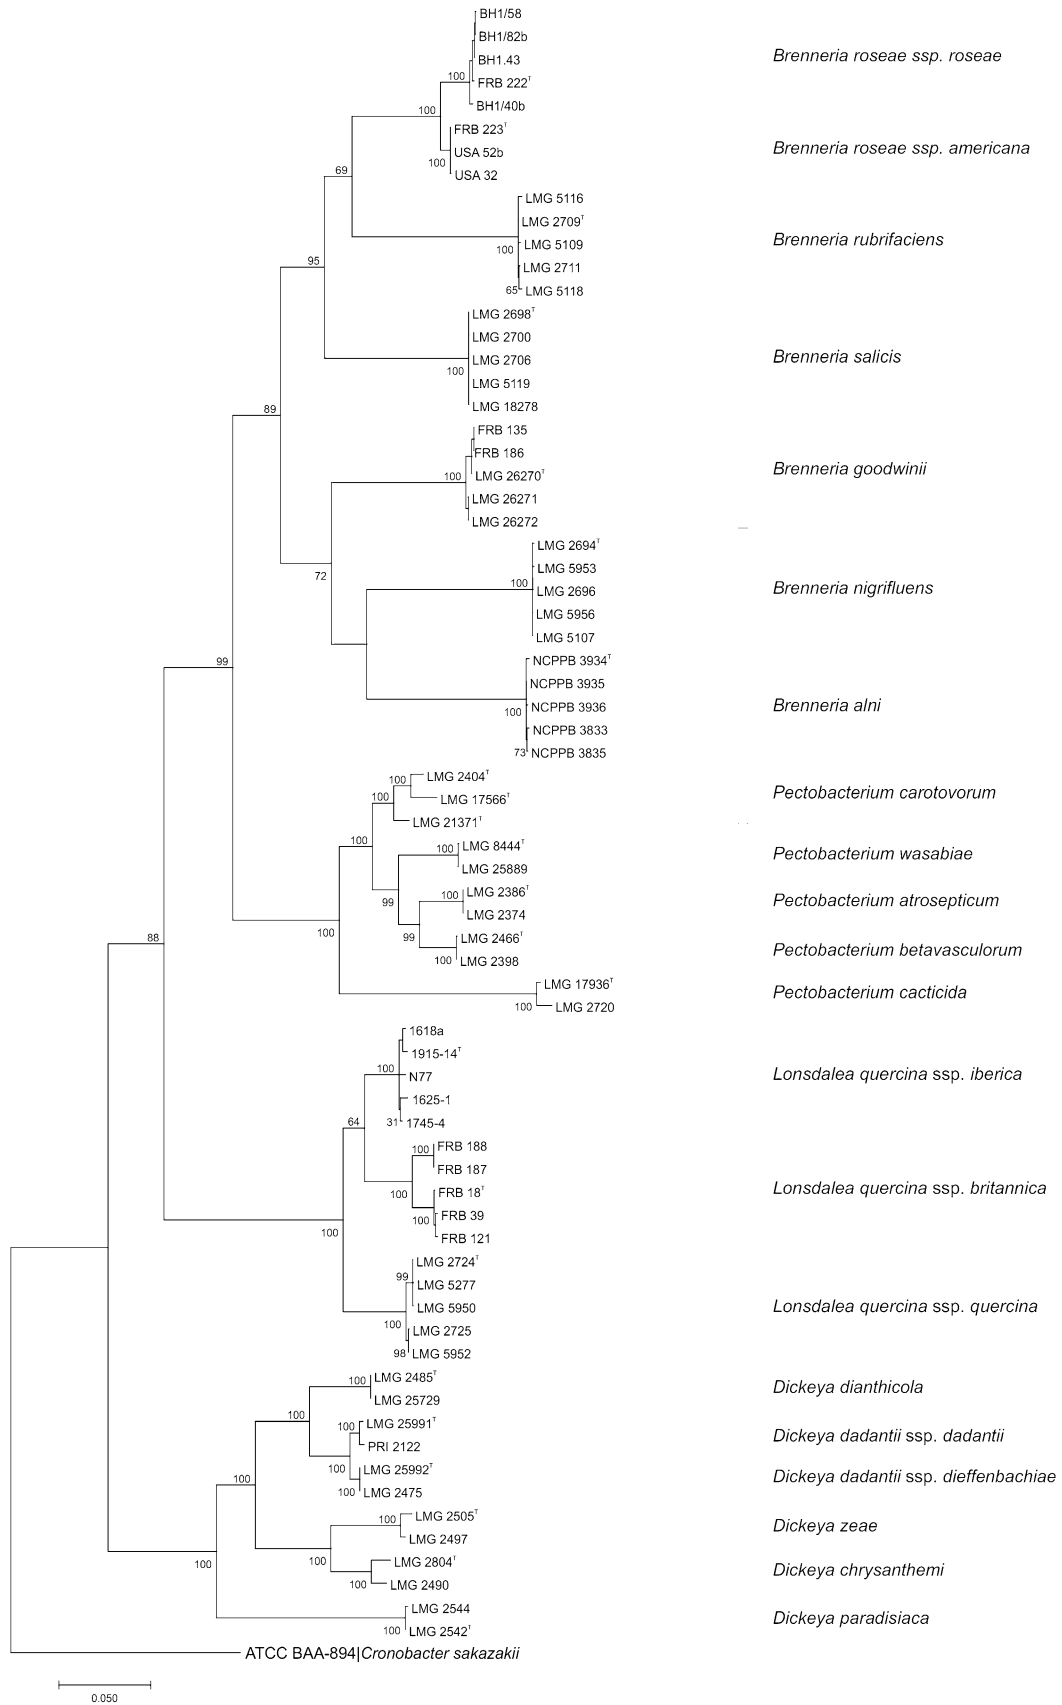 BH1/58
BH1/82b
Brenneria roseae ssp. roseae
BH1.43
100
FRB 222T
BH1/40b
100
FRB 223T
Brenneria roseae ssp. americana
USA 52b
100
USA 32
69
LMG 5116
LMG 2709T
Brenneria rubrifaciens
LMG 5109
100
95
LMG 2711
65
LMG 5118
LMG 2698T
LMG 2700
Brenneria salicis
LMG 2706
100
LMG 5119
LMG 18278
89
FRB 135
FRB 186
Brenneria goodwinii
100
LMG 26270T
LMG 26271
LMG 26272
LMG 2694T
LMG 5953
72
100
Brenneria nigrifluens
LMG 2696
LMG 5956
LMG 5107
99
NCPPB 3934T
NCPPB 3935
Brenneria alni
NCPPB 3936
100
NCPPB 3833
73
NCPPB 3835
100
LMG 2404T
Pectobacterium carotovorum
100
LMG 17566T
LMG 21371T
100
100
LMG 8444T
Pectobacterium wasabiae
LMG 25889
99
100
LMG 2386T
Pectobacterium atrosepticum
LMG 2374
100
99
LMG 2466T
Pectobacterium betavasculorum
100
LMG 2398
88
LMG 17936T
Pectobacterium cacticida
100
LMG 2720
1618a
1915-14T
100
N77
Lonsdalea quercina ssp. iberica
1625-1
64
31
1745-4
100
FRB 188
FRB 187
100
FRB 18T
Lonsdalea quercina ssp. britannica
100
FRB 39
100
FRB 121
LMG 2724T
99
LMG 5277
LMG 5950
Lonsdalea quercina ssp. quercina
100
LMG 2725
98
LMG 5952
100
LMG 2485T
Dickeya dianthicola
LMG 25729
100
100
LMG 25991T
Dickeya dadantii ssp. dadantii
PRI 2122
100
LMG 25992T
Dickeya dadantii ssp. dieffenbachiae
100
100
LMG 2475
100
LMG 2505T
Dickeya zeae
LMG 2497
100
LMG 2804T
Dickeya chrysanthemi
100
LMG 2490
LMG 2544
Dickeya paradisiaca
100
LMG 2542T
ATCC BAA-894|Cronobacter sakazakii
0.050